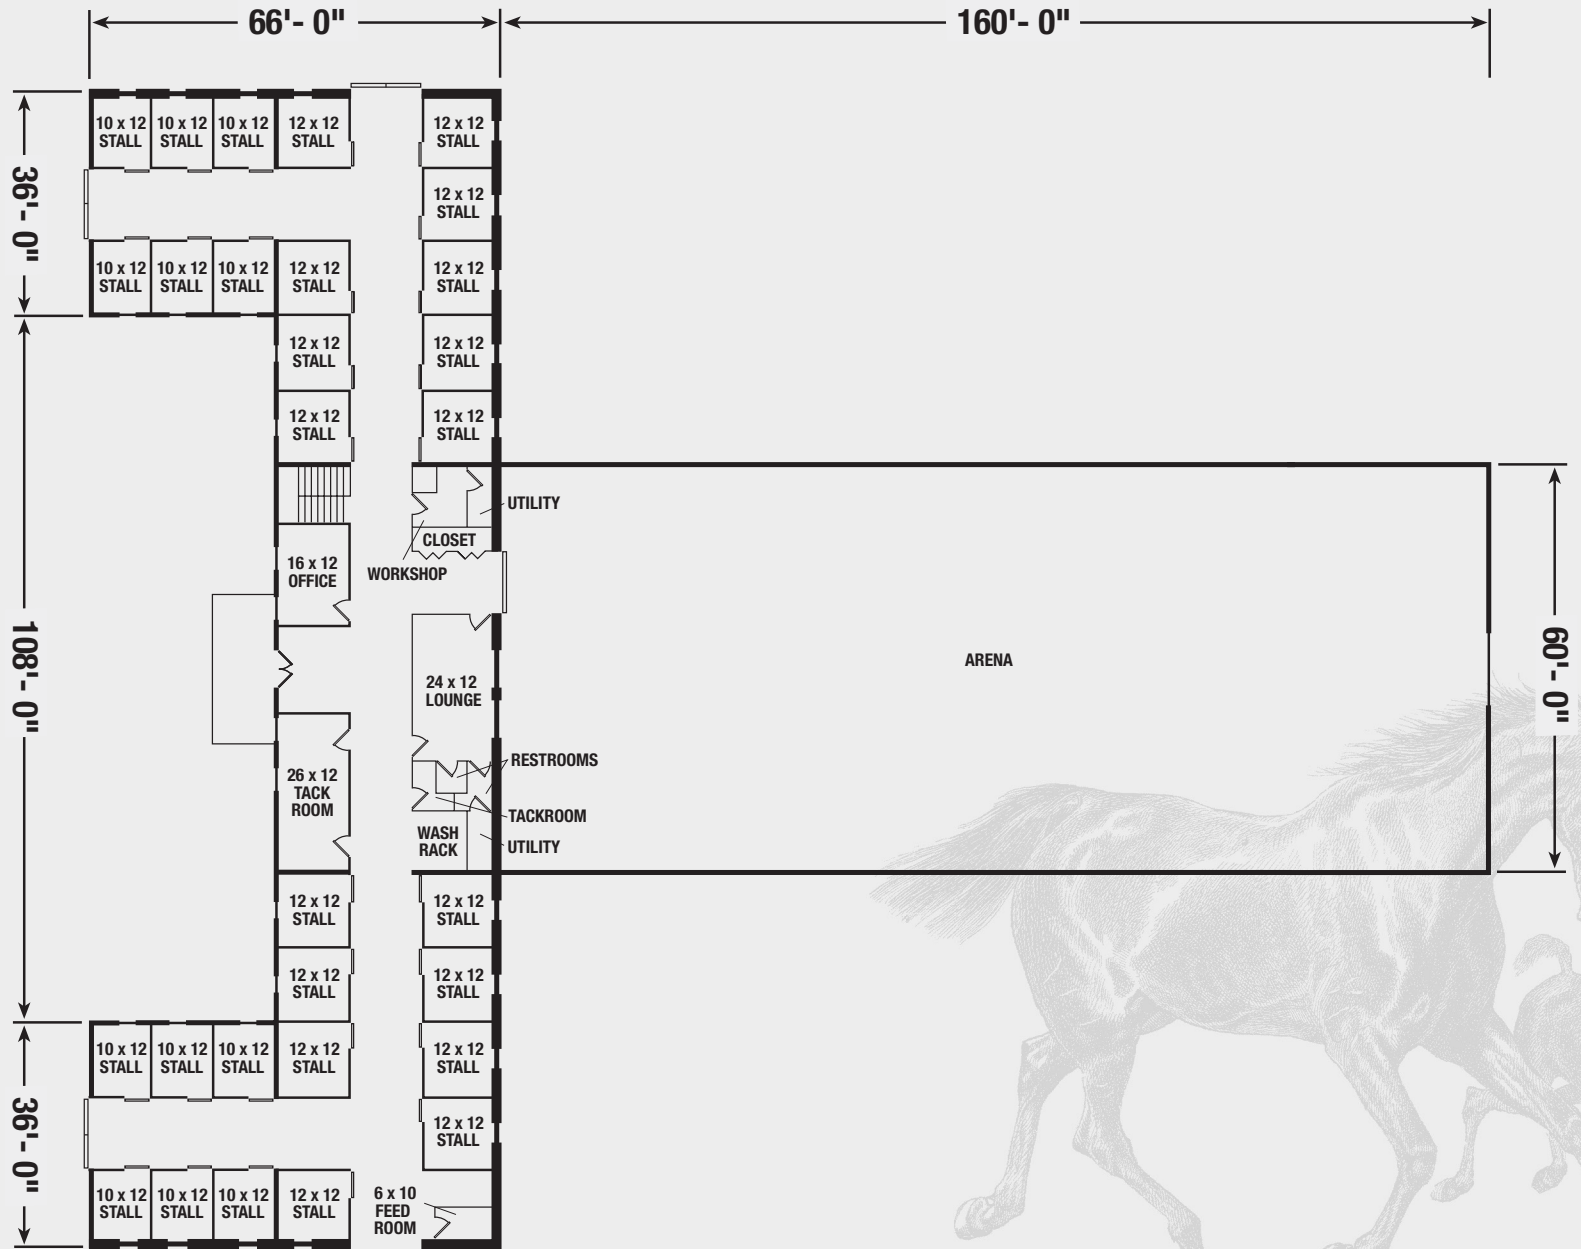 66'- 0"
160'- 0"
36'- 0"
10 x 12
STALL
10 x 12
STALL
10 x 12
STALL
12 x 12
STALL
12 x 12
STALL
12 x 12
STALL
10 x 12
STALL
10 x 12
STALL
10 x 12
STALL
12 x 12
STALL
12 x 12
STALL
12 x 12
STALL
12 x 12
STALL
12 x 12
STALL
12 x 12
STALL
108'- 0"
UTILITY
CLOSET
WORKSHOP
16 x 12
OFFICE
24 x 12
LOUNGE
ARENA
60'- 0"
RESTROOMS
26 x 12
TACK
ROOM
TACKROOM
WASH
RACK
UTILITY
12 x 12
STALL
12 x 12
STALL
12 x 12
STALL
12 x 12
STALL
36'- 0"
10 x 12
STALL
10 x 12
STALL
10 x 12
STALL
12 x 12
STALL
12 x 12
STALL
12 x 12
STALL
10 x 12
STALL
10 x 12
STALL
10 x 12
STALL
12 x 12
STALL
6 x 10
FEED
ROOM